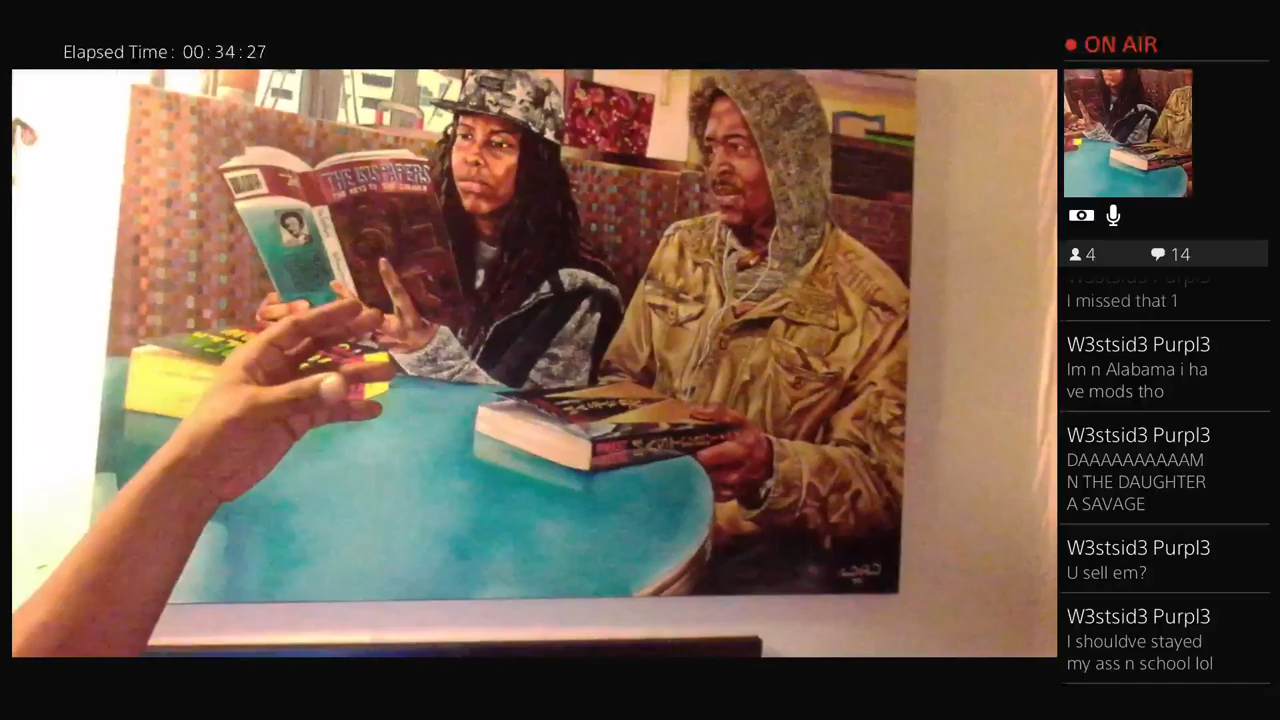 Elapsed Time: 00:34:27
ON AIR
THE ISIS PAPERS
4
14
I missed that 1
W3stsid3 Purpl3
Im n Alabama i ha
ve mods tho
W3stsid3 Purpl3
DAAAAAAAAAAM
N THE DAUGHTER
A SAVAGE
W3stsid3 Purpl3
U sell em?
W3stsid3 Purpl3
I shouldve stayed
my ass n school lol